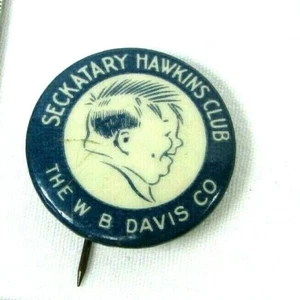 SECKATARY HAWKINS CLUB
THE W B DAVIS CO